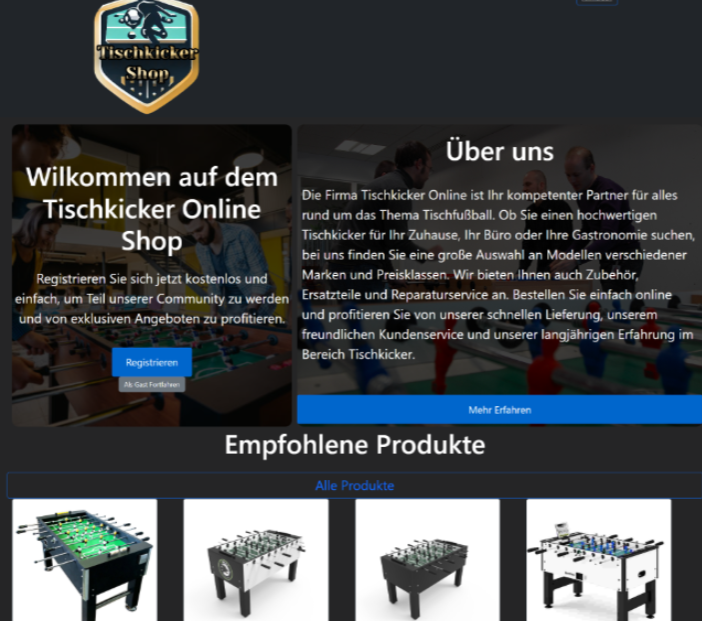 Tischkicker
Shop
Wilkommen auf dem
Tischkicker Online
Shop
Registrieren Sie sich jetzt kostenlos und
einfach, um Teil unserer Community zu werden
und von exklusiven Angeboten zu profitieren.
Registrieren
Als Gast Fortfahren
Über uns
Die Firma Tischkicker Online ist Ihr kompetenter Partner für alles
rund um das Thema Tischfußball. Ob Sie einen hochwertigen
Tischkicker für Ihr Zuhause, Ihr Büro oder Ihre Gastronomie suchen,
bei uns finden Sie eine große Auswahl an Modellen verschiedener
Marken und Preisklassen. Wir bieten Ihnen auch Zubehör,
Ersatzteile und Reparaturservice an. Bestellen Sie einfach online
und profitieren Sie von unserer schnellen Lieferung, unserem
freundlichen Kundenservice und unserer langjährigen Erfahrung im
Bereich Tischkicker.
Mehr Erfahren
Empfohlene Produkte
Alle Produkte